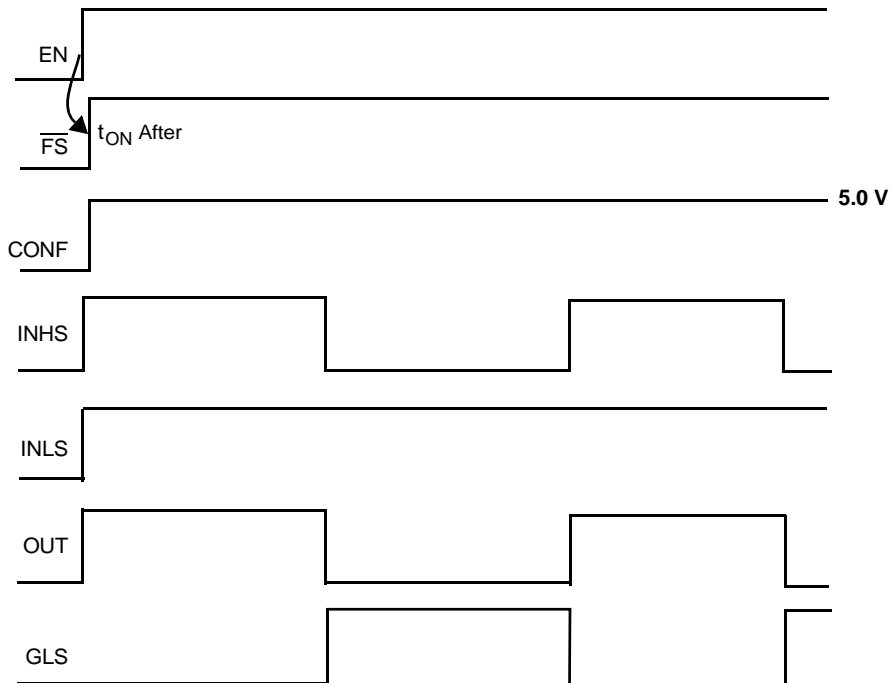 EN
FS
tON After
5.0 V
CONF
INHS
INLS
OUT
GLS